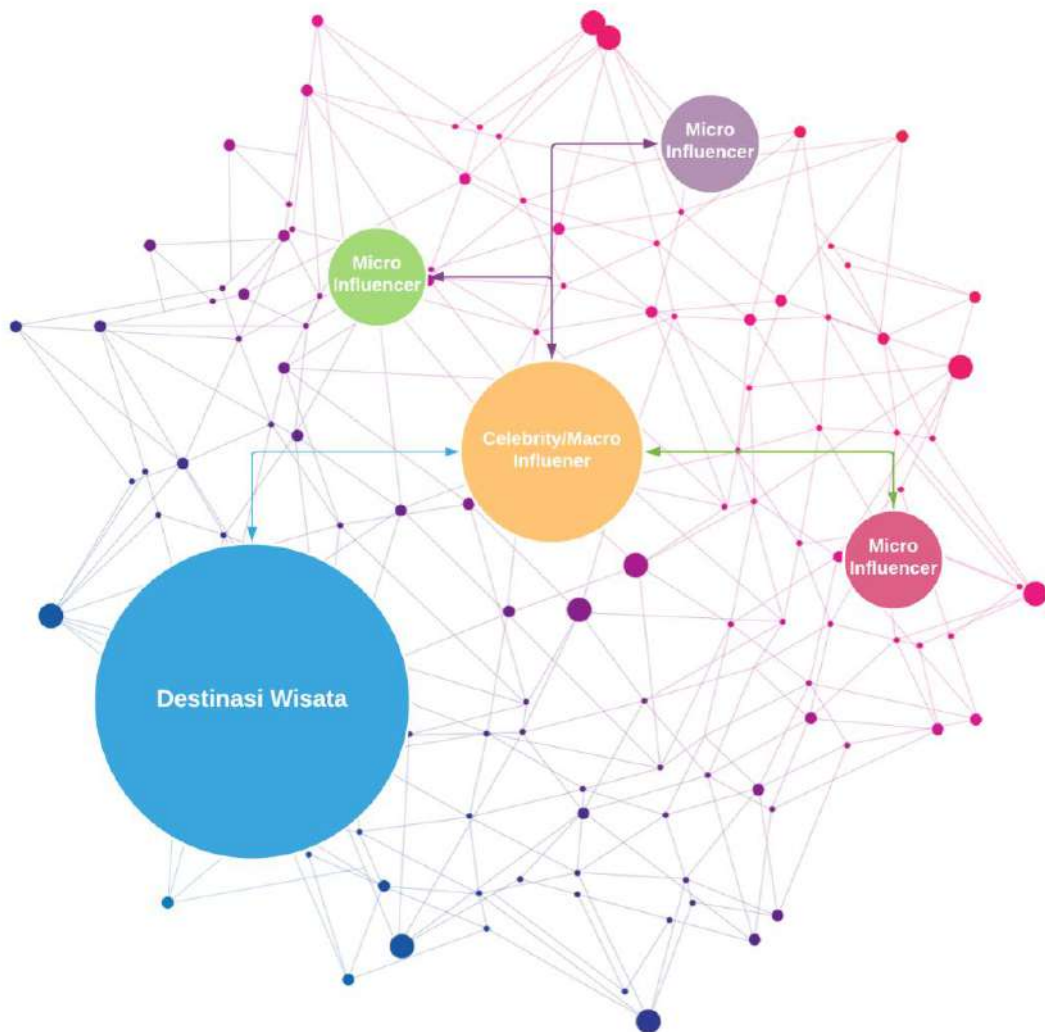 Micro
Influencer
Micro
Influencer
Celebrity/Macro
Influener
Micro
Influencer
Destinasi Wisata